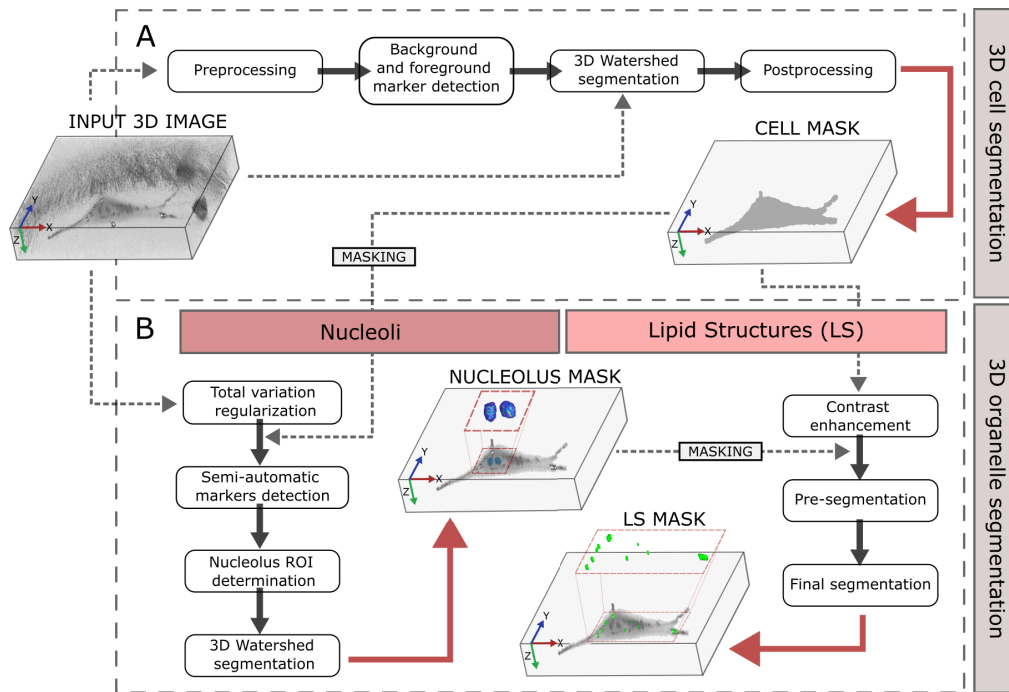 A
Preprocessing
Background
and foreground
marker detection
3D Watershed
segmentation
Postprocessing
3D cell segmentation
INPUT 3D IMAGE
Y
X
Z
CELL MASK
Y
X
Z
MASKING
B
Nucleoli
Lipid Structures (LS)
3D organelle segmentation
Total variation
regularization
Semi-automatic
markers detection
Nucleolus ROI
determination
3D Watershed
segmentation
NUCLEOLUS MASK
Y
X
Z
MASKING
Contrast
enhancement
Pre-segmentation
Final segmentation
LS MASK
Y
X
Z